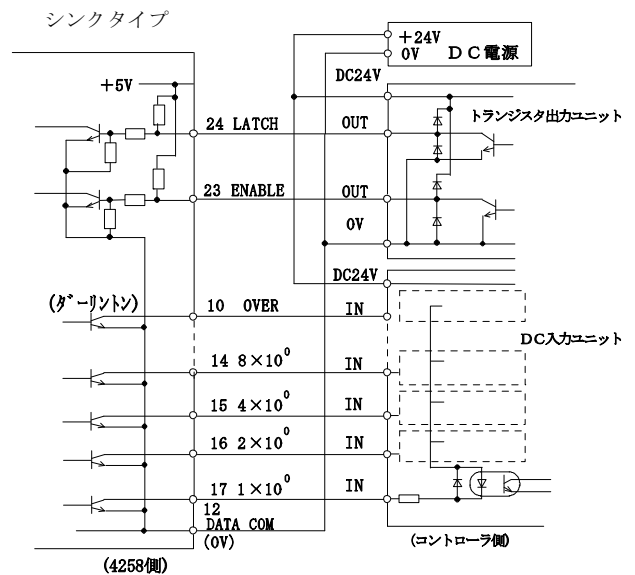 シンクタイプ
+24V
0V
DC電源
+5V
DC24V
トランジスタ出力ユニット
24 LATCH
OUT
23 ENABLE
OUT
0V
DC24V
(ダーリントン)
10 OVER
IN
DC入力ユニット
14 8×10⁰
IN
15 4×10⁰
IN
16 2×10⁰
IN
17 1×10⁰
IN
12
DATA COM
(0V)
(コントローラ側)
(4258側)